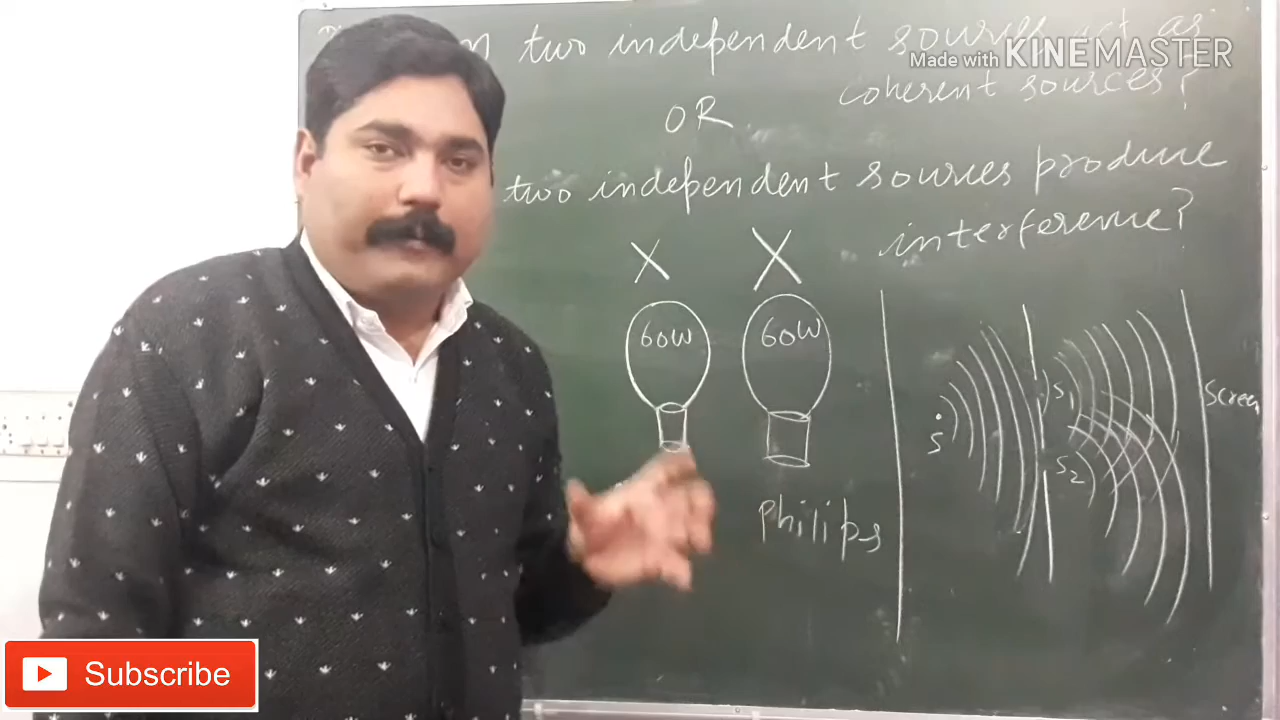 two independent sources act as
Made with KINEMASTER
coherent sources?
OR
two independent sources produce
interference?
X X
60W 60W
S
S1
S2
Screen
Philips
Subscribe